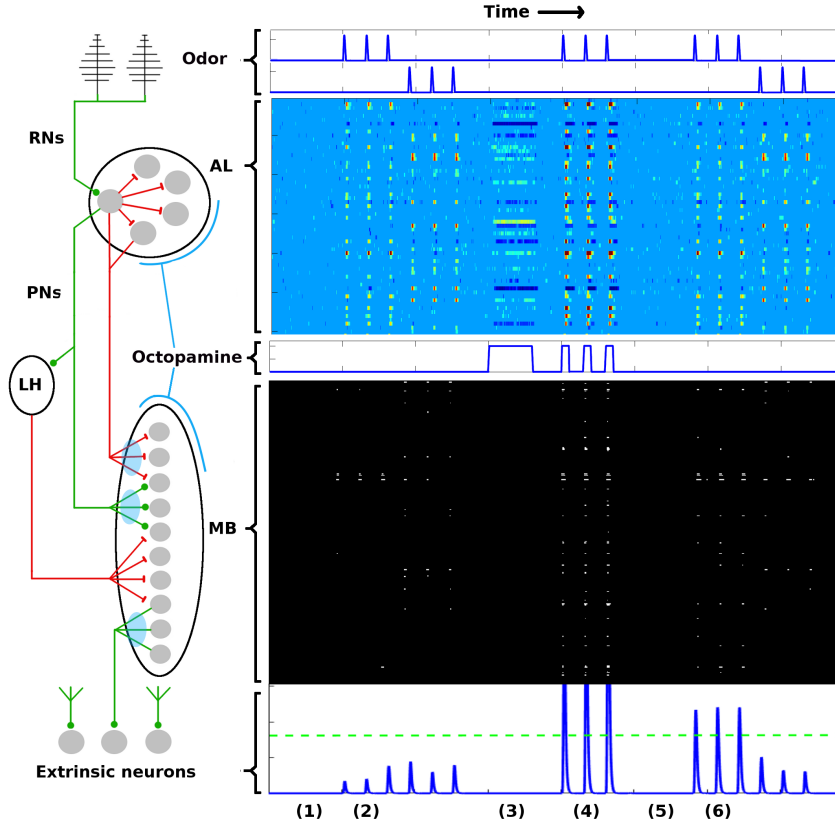 Time
Odor
RNs
AL
PNs
Octopamine
LH
MB
Extrinsic neurons
(1) (2) (3) (4) (5) (6)